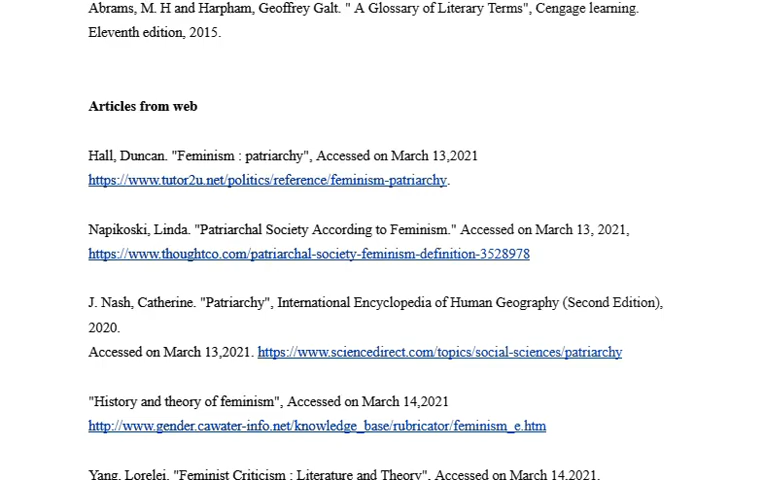 Abrams, M. H and Harpham, Geoffrey Galt. " A Glossary of Literary Terms", Cengage learning.
Eleventh edition, 2015.
Articles from web
Hall, Duncan. "Feminism : patriarchy", Accessed on March 13,2021
https://www.tutor2u.net/politics/reference/feminism-patriarchy.
Napikoski, Linda. "Patriarchal Society According to Feminism." Accessed on March 13, 2021,
https://www.thoughtco.com/patriarchal-society-feminism-definition-3528978
J. Nash, Catherine. "Patriarchy", International Encyclopedia of Human Geography (Second Edition),
2020.
Accessed on March 13,2021. https://www.sciencedirect.com/topics/social-sciences/patriarchy
"History and theory of feminism", Accessed on March 14,2021
http://www.gender.cawater-info.net/knowledge_base/rubricator/feminism_e.htm
Yang, Lorelei. "Feminist Criticism : Literature and Theory", Accessed on March 14,2021.